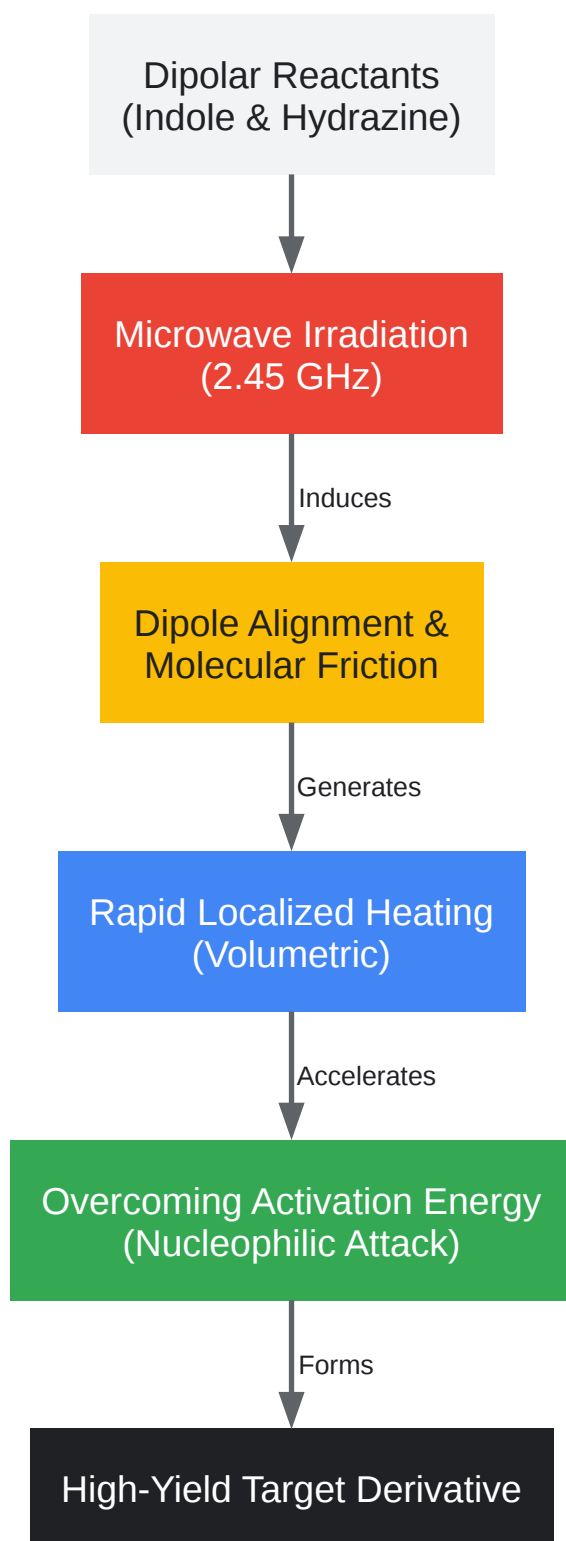 Dipolar Reactants
(Indole & Hydrazine)
Microwave Irradiation
(2.45 GHz)
Induces
Dipole Alignment &
Molecular Friction
Generates
Rapid Localized Heating
(Volumetric)
Accelerates
Overcoming Activation Energy
(Nucleophilic Attack)
Forms
High-Yield Target Derivative